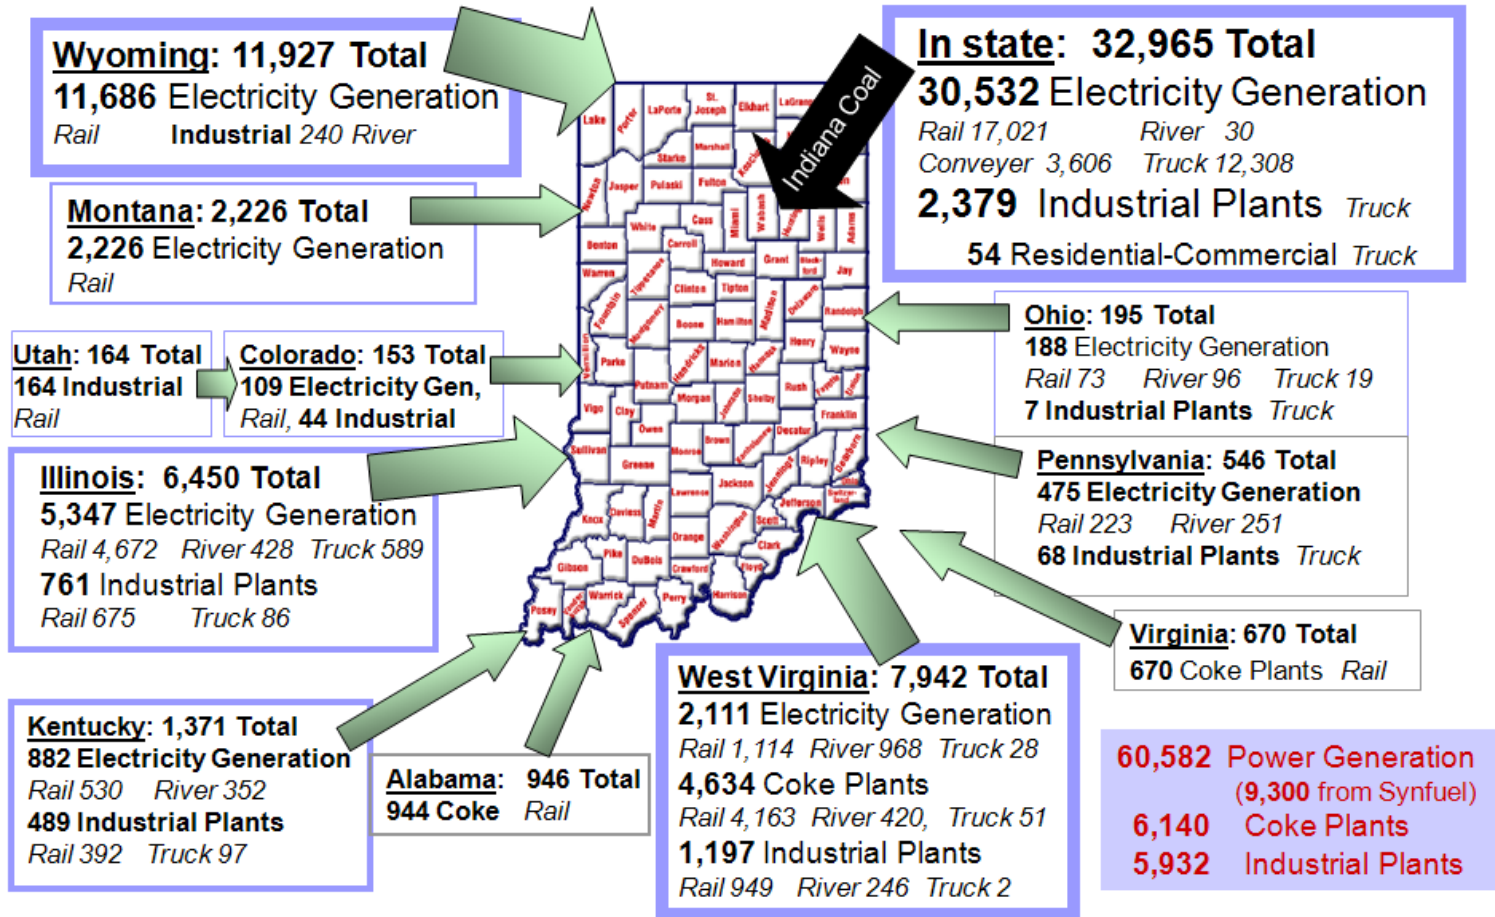 Wyoming: 11,927 Total
11,686 Electricity Generation
Rail Industrial 240 River
Montana: 2,226 Total
2,226 Electricity Generation
Rail
Utah: 164 Total
164 Industrial
Rail
Colorado: 153 Total
109 Electricity Gen,
Rail, 44 Industrial
Illinois: 6,450 Total
5,347 Electricity Generation
Rail 4,672 River 428 Truck 589
761 Industrial Plants
Rail 675 Truck 86
Kentucky: 1,371 Total
882 Electricity Generation
Rail 530 River 352
489 Industrial Plants
Rail 392 Truck 97
Alabama: 946 Total
944 Coke Rail
Indiana Coal
Lake
Porter
LaPorte
St. Joseph
Elkhart
Starke
Marshall
Newton
Jasper
Pulaski
Fulton
White
Cass
Miami
Wabash
Wells
Adams
Benton
Carroll
Howard
Grant
Black-
ford
Jay
Warren
Tippecanoe
Clinton
Tipton
Madison
Delaware
Randolph
Fountain
Montgomery
Boone
Hamilton
Henry
Wayne
Vermillion
Parke
Putnam
Hendricks
Marion
Hancock
Rush
Fayette
Union
Vigo
Clay
Owen
Morgan
Johnson
Shelby
Franklin
Sullivan
Greene
Monroe
Brown
Bartholomew
Decatur
Dearborn
Ripley
Jennings
Ohio
Switzer-
land
Jefferson
Jackson
Lawrence
Knox
Daviess
Martin
Orange
Washington
Scott
Clark
Floyd
Gibson
Pike
DuBois
Crawford
Harrison
Posey
Warrick
Spencer
Perry
In state: 32,965 Total
30,532 Electricity Generation
Rail 17,021 River 30
Conveyer 3,606 Truck 12,308
2,379 Industrial Plants Truck
54 Residential-Commercial Truck
Ohio: 195 Total
188 Electricity Generation
Rail 73 River 96 Truck 19
7 Industrial Plants Truck
Pennsylvania: 546 Total
475 Electricity Generation
Rail 223 River 251
68 Industrial Plants Truck
Virginia: 670 Total
670 Coke Plants Rail
West Virginia: 7,942 Total
2,111 Electricity Generation
Rail 1,114 River 968 Truck 28
4,634 Coke Plants
Rail 4,163 River 420, Truck 51
1,197 Industrial Plants
Rail 949 River 246 Truck 2
60,582 Power Generation
(9,300 from Synfuel)
6,140 Coke Plants
5,932 Industrial Plants